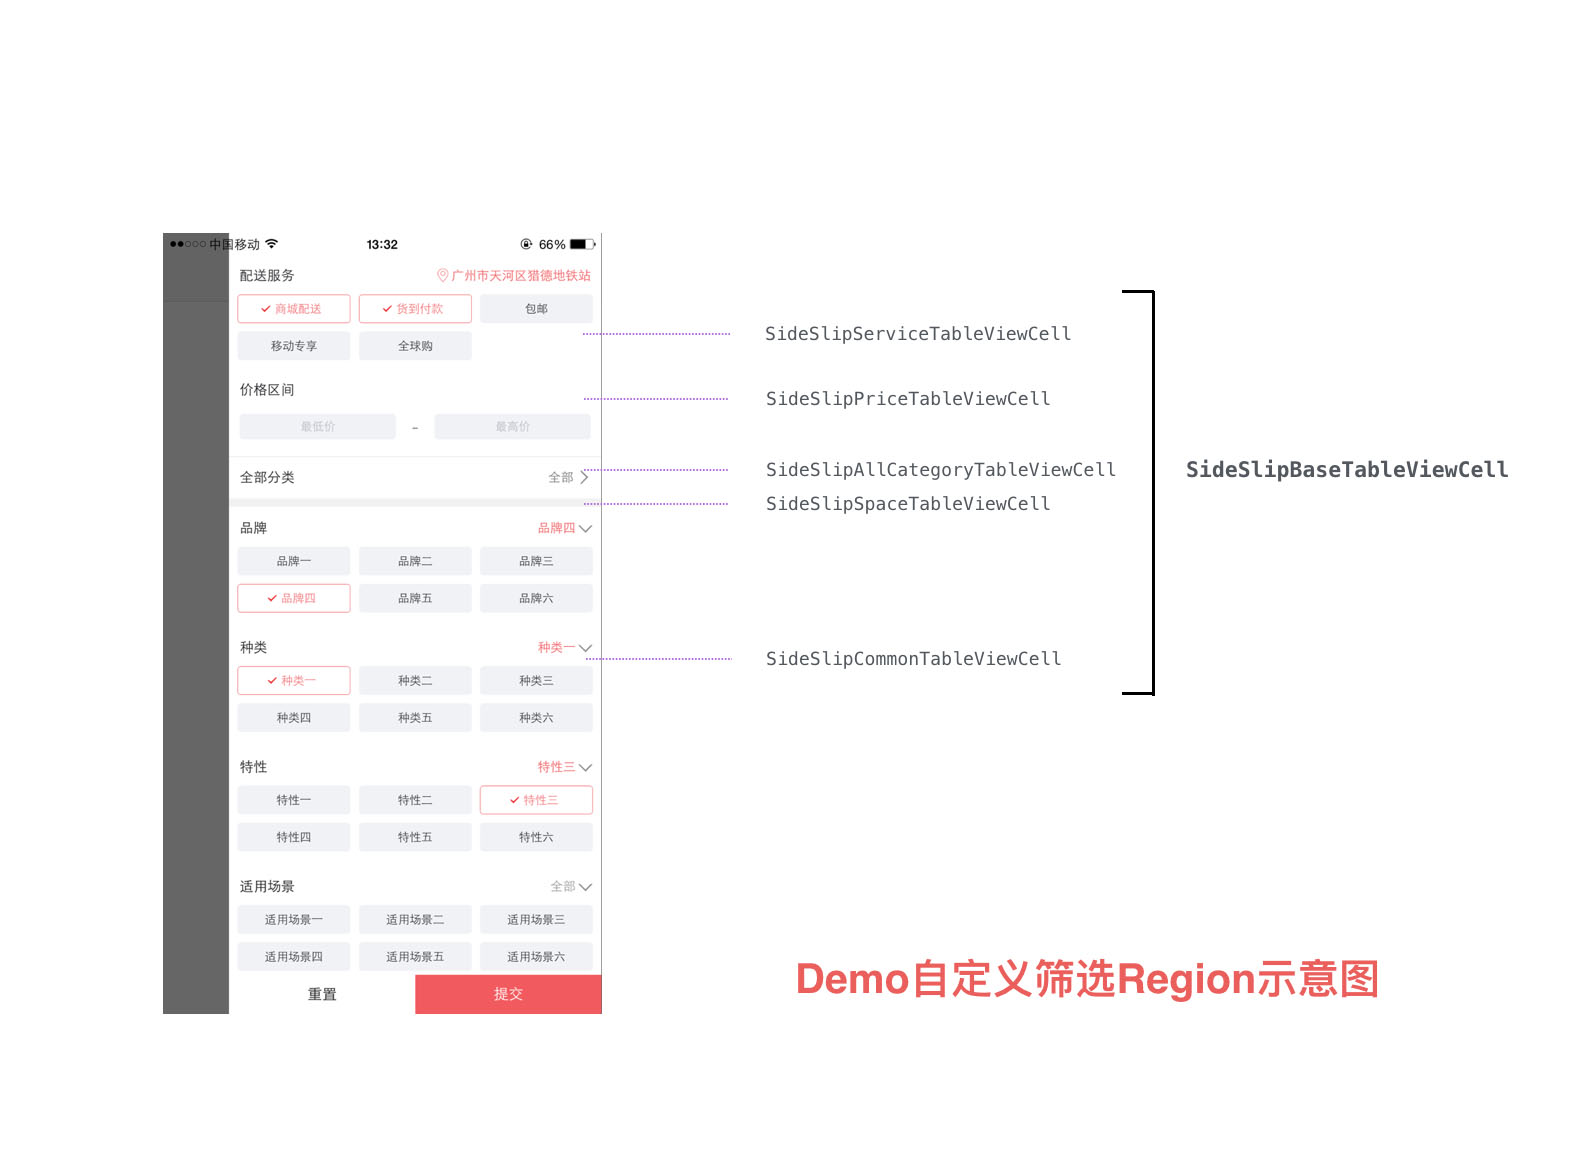 中国移动 13:32 66%
配送服务 广州市天河区猎德地铁站
商城配送 货到付款 包邮
移动专享 全球购
价格区间
最低价 - 最高价
全部分类 全部
品牌 品牌四
品牌一 品牌二 品牌三
品牌四 品牌五 品牌六
种类 种类一
种类一 种类二 种类三
种类四 种类五 种类六
特性 特性三
特性一 特性二 特性三
特性四 特性五 特性六
适用场景 全部
适用场景一 适用场景二 适用场景三
适用场景四 适用场景五 适用场景六
重置 提交
SideSlipServiceTableViewCell
SideSlipPriceTableViewCell
SideSlipAllCategoryTableViewCell
SideSlipSpaceTableViewCell
SideSlipCommonTableViewCell
SideSlipBaseTableViewCell
Demo自定义筛选Region示意图